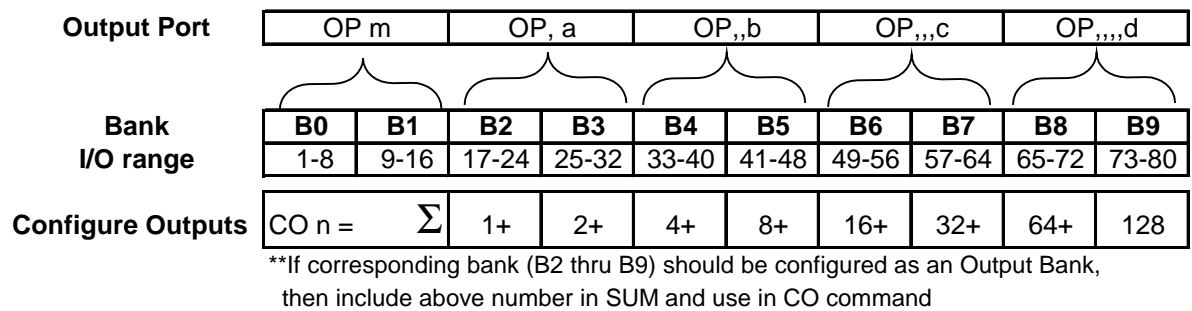 Output Port OP m OP, a OP,,b OP,,,c OP,,,,d
Bank B0 B1 B2 B3 B4 B5 B6 B7 B8 B9
I/O range 1-8 9-16 17-24 25-32 33-40 41-48 49-56 57-64 65-72 73-80
Configure Outputs CO n = Σ 1+ 2+ 4+ 8+ 16+ 32+ 64+ 128
**If corresponding bank (B2 thru B9) should be configured as an Output Bank,
then include above number in SUM and use in CO command